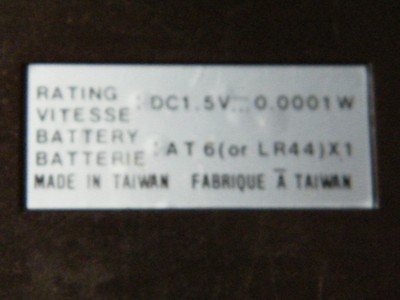 RATING
VITESSE : DC1.5V⎓0.0001W
BATTERY
BATTERIE : AT6(or LR44)X1
MADE IN TAIWAN FABRIQUE À TAIWAN